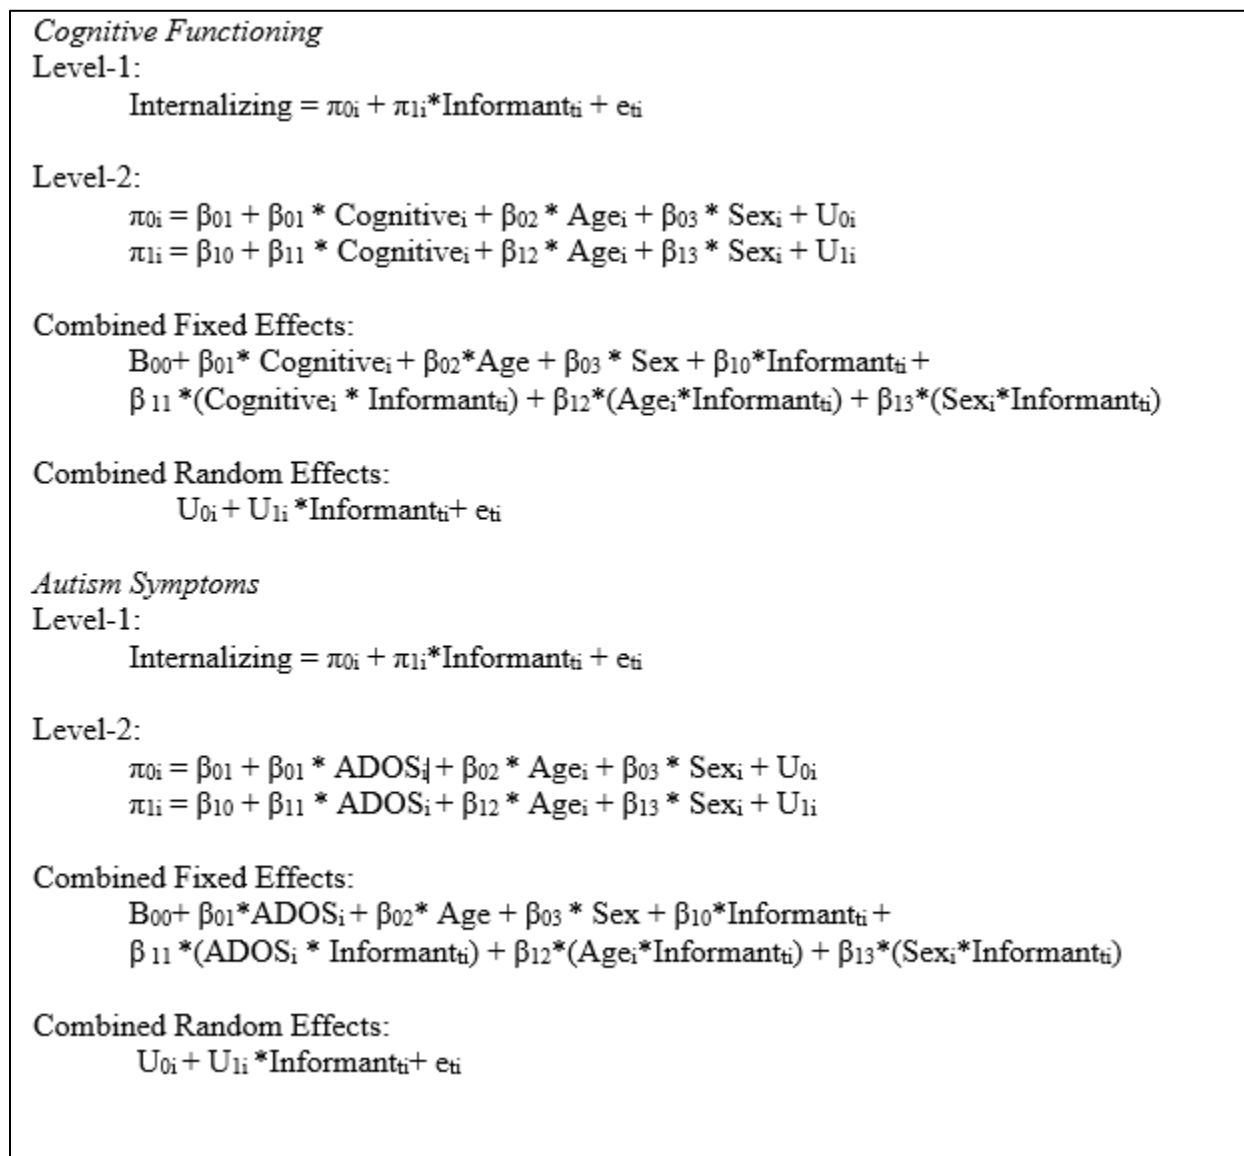 Cognitive Functioning
Level-1:
Internalizing = π0i + π1i*Informantti + eti
Level-2:
π0i = β01 + β01 * Cognitivei + β02 * Agei + β03 * Sexi + U0i
π1i = β10 + β11 * Cognitivei + β12 * Agei + β13 * Sexi + U1i
Combined Fixed Effects:
B00+ β01* Cognitivei + β02*Age + β03 * Sex + β10*Informantti +
β 11 *(Cognitivei * Informantti) + β12*(Agei*Informantti) + β13*(Sexi*Informantti)
Combined Random Effects:
U0i + U1i *Informantti+ eti
Autism Symptoms
Level-1:
Internalizing = π0i + π1i*Informantti + eti
Level-2:
π0i = β01 + β01 * ADOSi + β02 * Agei + β03 * Sexi + U0i
π1i = β10 + β11 * ADOSi + β12 * Agei + β13 * Sexi + U1i
Combined Fixed Effects:
B00+ β01*ADOSi + β02* Age + β03 * Sex + β10*Informantti +
β 11 *(ADOSi * Informantti) + β12*(Agei*Informantti) + β13*(Sexi*Informantti)
Combined Random Effects:
U0i + U1i *Informantti+ eti